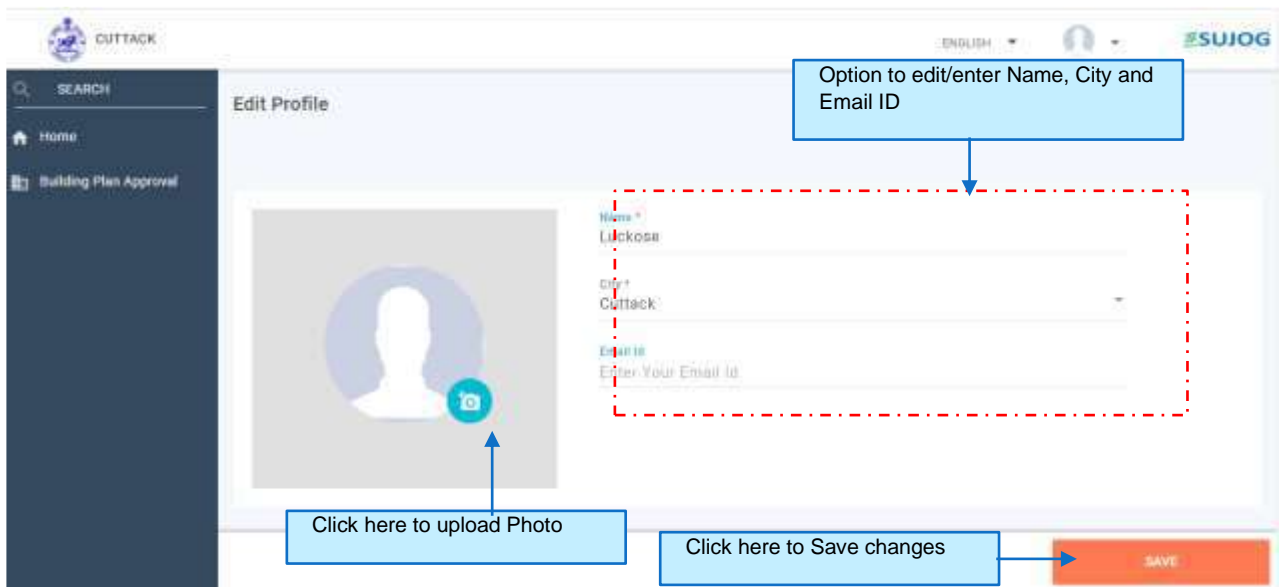 CUTTACK
ENGLISH
SUJOG
SEARCH
Home
Building Plan Approval
Edit Profile
Option to edit/enter Name, City and
Email ID
Name *
Luckose
City *
Cuttack
Email Id
Enter Your Email Id
Click here to upload Photo
Click here to Save changes
SAVE